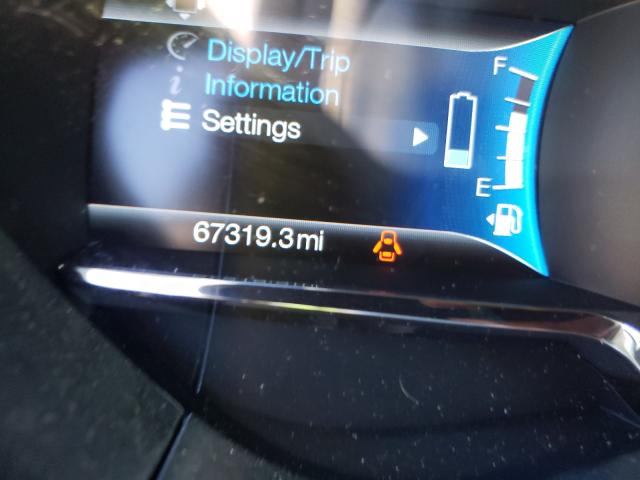 Display/Trip
Information
Settings
F
E
67319.3mi